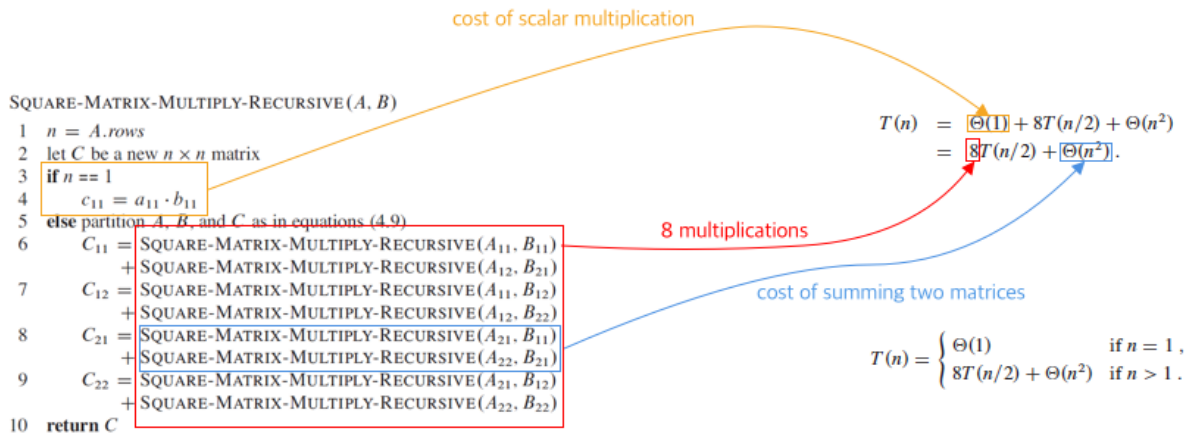 cost of scalar multiplication
SQUARE-MATRIX-MULTIPLY-RECURSIVE(A, B)
1 n = A.rows
2 let C be a new n × n matrix
3 if n == 1
4 c₁₁ = a₁₁ · b₁₁
5 else partition A, B, and C as in equations (4.9)
6 C₁₁ = SQUARE-MATRIX-MULTIPLY-RECURSIVE(A₁₁, B₁₁)
+ SQUARE-MATRIX-MULTIPLY-RECURSIVE(A₁₂, B₂₁)
7 C₁₂ = SQUARE-MATRIX-MULTIPLY-RECURSIVE(A₁₁, B₁₂)
+ SQUARE-MATRIX-MULTIPLY-RECURSIVE(A₁₂, B₂₂)
8 C₂₁ = SQUARE-MATRIX-MULTIPLY-RECURSIVE(A₂₁, B₁₁)
+ SQUARE-MATRIX-MULTIPLY-RECURSIVE(A₂₂, B₂₁)
9 C₂₂ = SQUARE-MATRIX-MULTIPLY-RECURSIVE(A₂₁, B₁₂)
+ SQUARE-MATRIX-MULTIPLY-RECURSIVE(A₂₂, B₂₂)
10 return C
T(n) = Θ(1) + 8T(n/2) + Θ(n²)
= 8T(n/2) + Θ(n²).
8 multiplications
cost of summing two matrices
T(n) = { Θ(1) if n = 1,
8T(n/2) + Θ(n²) if n > 1.